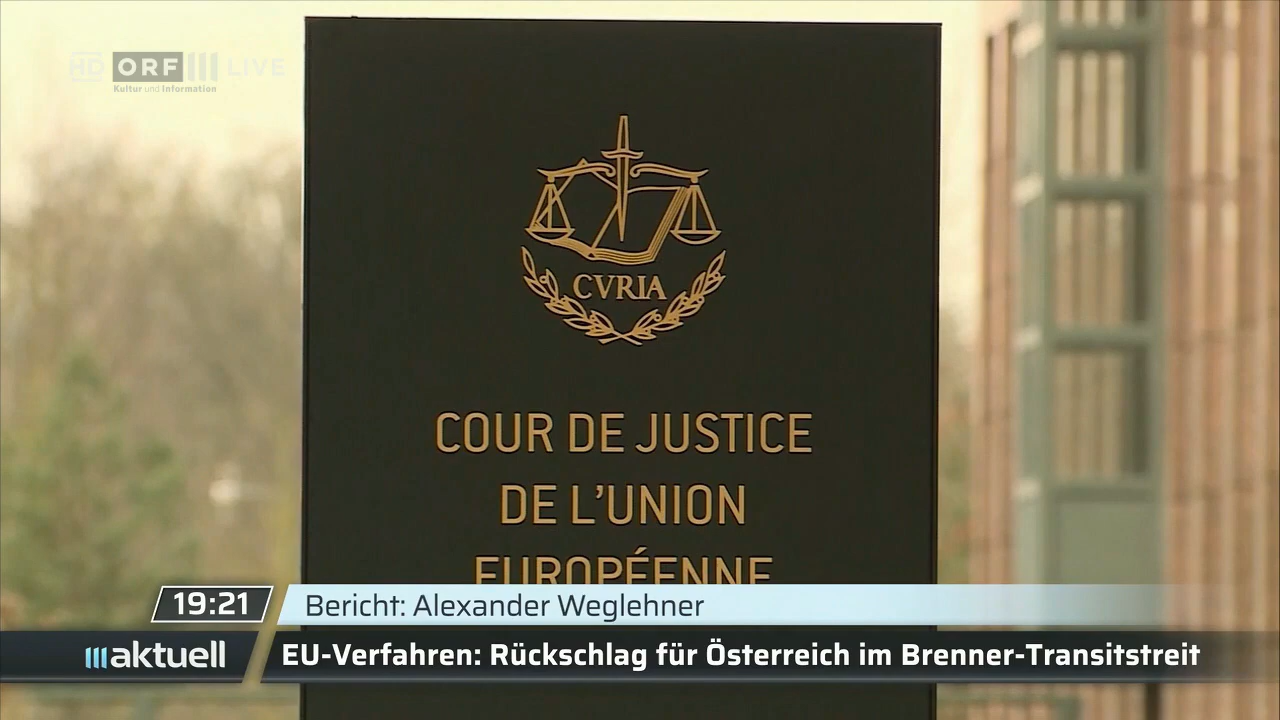 HD ORF III LIVE
Kultur und Information
CVRIA
COUR DE JUSTICE
DE L'UNION
EUROPÉENNE
19:21 Bericht: Alexander Weglehner
aktuell EU-Verfahren: Rückschlag für Österreich im Brenner-Transitstreit